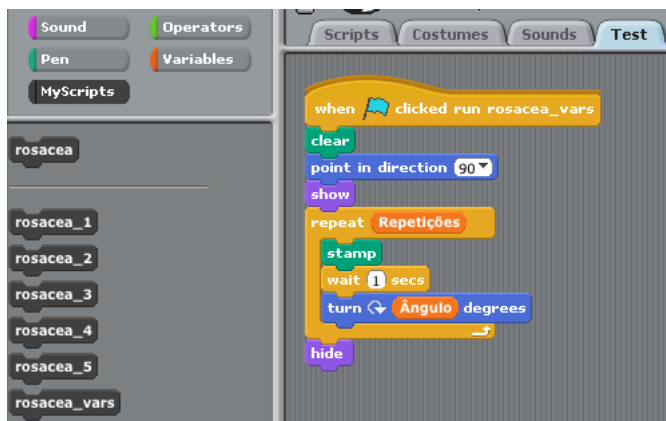 Sound
Operators
Pen
Variables
MyScripts
rosacea
rosacea_1
rosacea_2
rosacea_3
rosacea_4
rosacea_5
rosacea_vars
Scripts
Costumes
Sounds
Test
when clicked run rosacea_vars
clear
point in direction 90
show
repeat Repetições
stamp
wait 1 secs
turn Ângulo degrees
hide